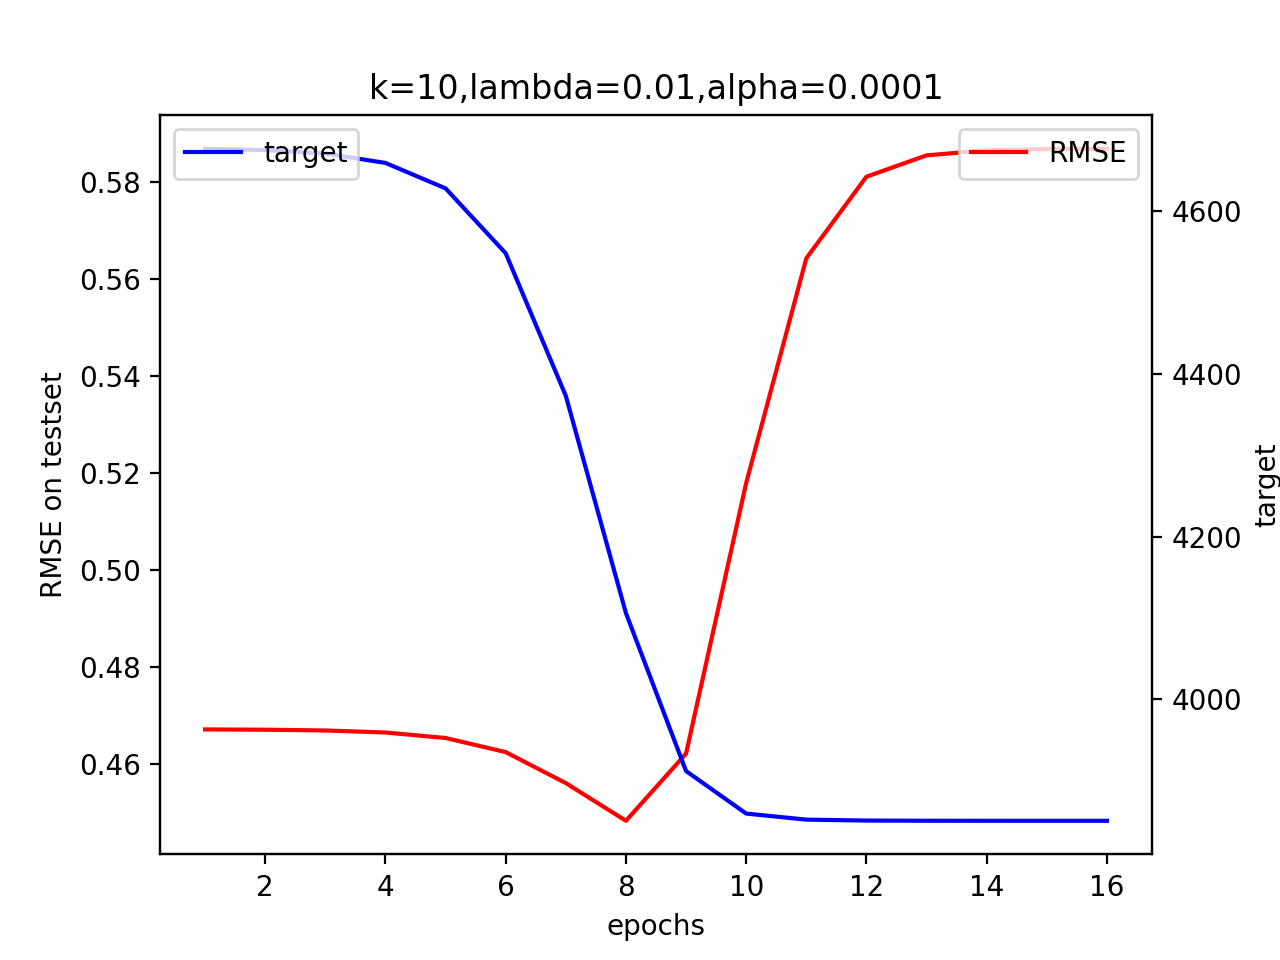 k=10,lambda=0.01,alpha=0.0001
target
RMSE
0.58
0.56
0.54
0.52
0.50
0.48
0.46
RMSE on testset
4600
4400
4200
4000
target
2 4 6 8 10 12 14 16
epochs